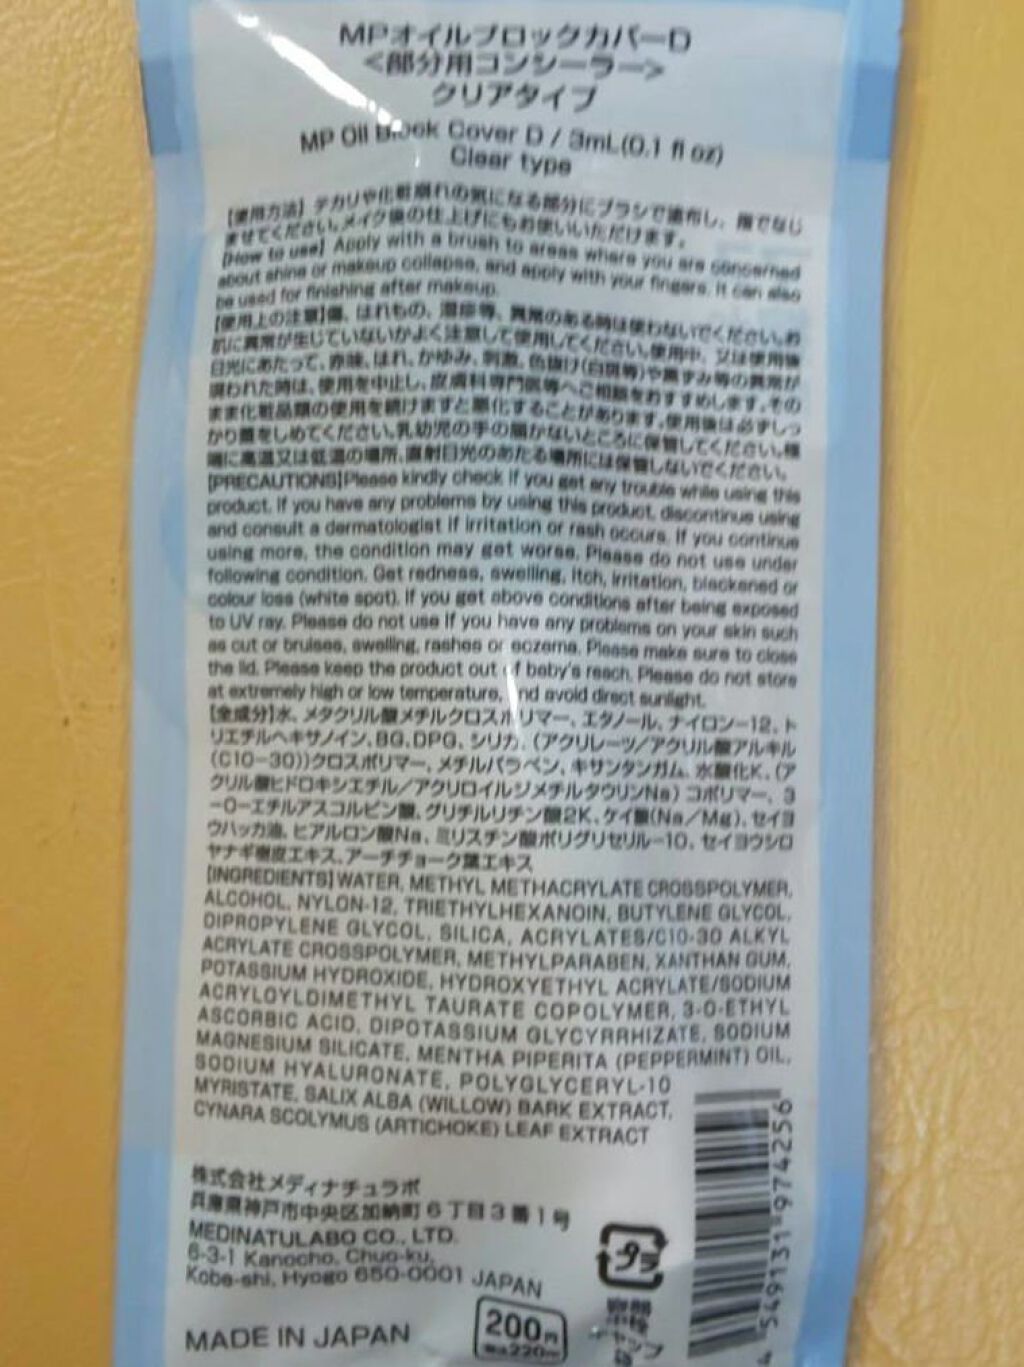 MPオイルブロックカバーD
<部分用コンシーラー>
クリアタイプ
MP Oil Block Cover D / 3mL(0.1 fl oz)
Clear type
【使用方法】テカリや化粧崩れの気になる部分にブラシで塗布し、指でなじ
ませてください。メイク後の仕上げにもお使いいただけます。
[How to use] Apply with a brush to areas where you are concerned
about shine or makeup collapse, and apply with your fingers. It can also
be used for finishing after makeup.
【使用上の注意】傷、はれもの、湿疹等、異常のある時は使わないでください。お
肌に異常が生じていないかよく注意して使用してください。使用中、又は使用後
日光にあたって、赤味、はれ、かゆみ、刺激、色抜け(白斑等)や黒ずみ等の異常が
現われた時は、使用を中止し、皮膚科専門医等へご相談をおすすめします。その
まま化粧品類の使用を続けますと悪化することがあります。使用後は必ずしっ
かり蓋をしめてください。乳幼児の手の届かないところに保管してください。極
端に高温又は低温の場所、直射日光のあたる場所には保管しないでください。
[PRECAUTIONS]Please kindly check if you get any trouble while using this
product. If you have any problems by using this product, discontinue using
and consult a dermatologist if irritation or rash occurs. If you continue
using more, the condition may get worse. Please do not use under
following condition. Get redness, swelling, itch, irritation, blackened or
colour loss (white spot). If you get above conditions after being exposed
to UV ray. Please do not use if you have any problems on your skin such
as cut or bruises, swelling, rashes or eczema. Please make sure to close
the lid. Please keep the product out of baby's reach. Please do not store
at extremely high or low temperature, and avoid direct sunlight.
【全成分】水、メタクリル酸メチルクロスポリマー、エタノール、ナイロン-12、ト
リエチルヘキサノイン、BG、DPG、シリカ、(アクリレーツ/アクリル酸アルキル
(C10-30))クロスポリマー、メチルパラベン、キサンタンガム、水酸化K、(ア
クリル酸ヒドロキシエチル/アクリロイルジメチルタウリンNa)コポリマー、3
-O-エチルアスコルビン酸、グリチルリチン酸2K、ケイ酸(Na/Mg)、セイヨ
ウハッカ油、ヒアルロン酸Na、ミリスチン酸ポリグリセリル-10、セイヨウシロ
ヤナギ樹皮エキス、アーチチョーク葉エキス
[INGREDIENTS] WATER, METHYL METHACRYLATE CROSSPOLYMER,
ALCOHOL, NYLON-12, TRIETHYLHEXANOIN, BUTYLENE GLYCOL,
DIPROPYLENE GLYCOL, SILICA, ACRYLATES/C10-30 ALKYL
ACRYLATE CROSSPOLYMER, METHYLPARABEN, XANTHAN GUM,
POTASSIUM HYDROXIDE, HYDROXYETHYL ACRYLATE/SODIUM
ACRYLOYLDIMETHYL TAURATE COPOLYMER, 3-O-ETHYL
ASCORBIC ACID, DIPOTASSIUM GLYCYRRHIZATE, SODIUM
MAGNESIUM SILICATE, MENTHA PIPERITA (PEPPERMINT) OIL,
SODIUM HYALURONATE, POLYGLYCERYL-10
MYRISTATE, SALIX ALBA (WILLOW) BARK EXTRACT,
CYNARA SCOLYMUS (ARTICHOKE) LEAF EXTRACT
株式会社メディナチュラボ
兵庫県神戸市中央区加納町6丁目3番1号
MEDINATULABO CO., LTD.
6-3-1 Kanocho, Chuo-ku,
Kobe-shi, Hyogo 650-0001 JAPAN
MADE IN JAPAN
200円
税込220円
プラ
4 549131 974256